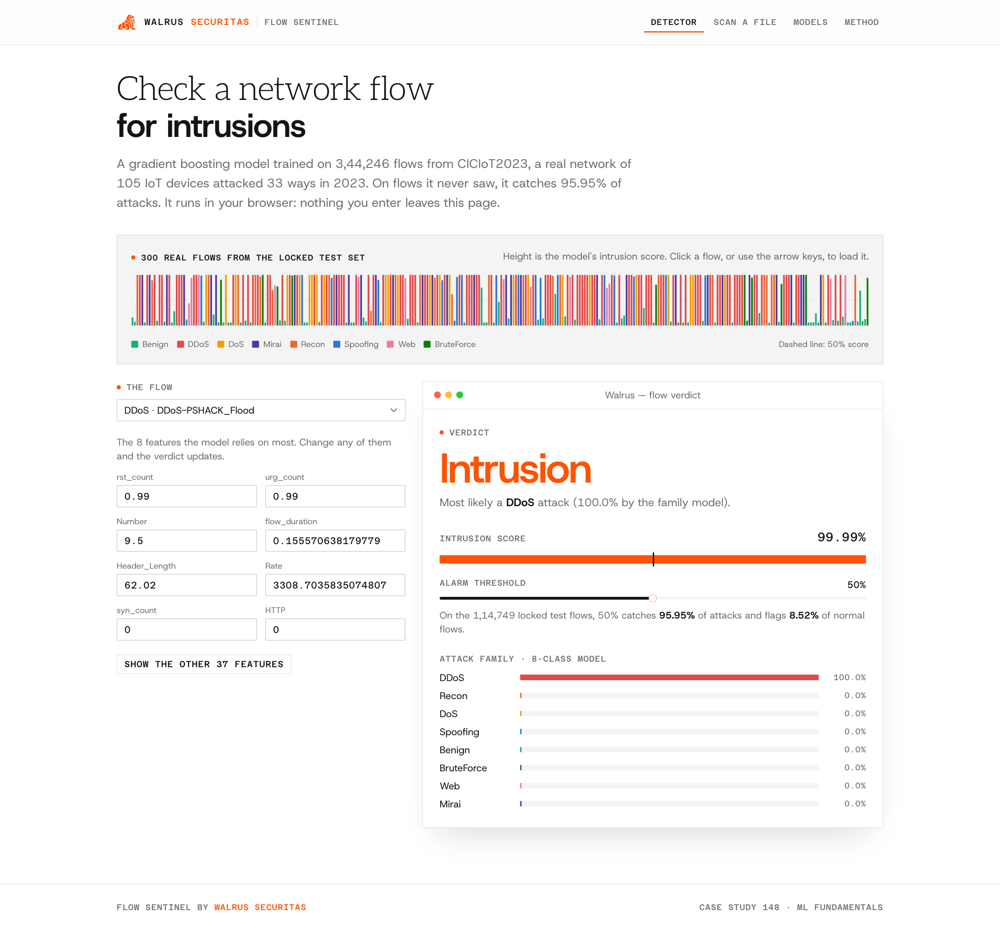 WALRUS SECURITAS FLOW SENTINEL
DETECTOR SCAN A FILE MODELS METHOD
Check a network flow
for intrusions
A gradient boosting model trained on 3,44,246 flows from CICIoT2023, a real network of
105 IoT devices attacked 33 ways in 2023. On flows it never saw, it catches 95.95% of
attacks. It runs in your browser: nothing you enter leaves this page.
300 REAL FLOWS FROM THE LOCKED TEST SET
Height is the model's intrusion score. Click a flow, or use the arrow keys, to load it.
Benign DDoS DoS Mirai Recon Spoofing Web BruteForce
Dashed line: 50% score
THE FLOW
DDoS · DDoS-PSHACK_Flood
The 8 features the model relies on most. Change any of them
and the verdict updates.
rst_count urg_count
0.99 0.99
Number flow_duration
9.5 0.155570638179779
Header_Length Rate
62.02 3308.7035835074807
syn_count HTTP
0 0
SHOW THE OTHER 37 FEATURES
Walrus — flow verdict
VERDICT
Intrusion
Most likely a DDoS attack (100.0% by the family model).
INTRUSION SCORE 99.99%
ALARM THRESHOLD 50%
On the 1,14,749 locked test flows, 50% catches 95.95% of attacks and flags 8.52% of normal
flows.
ATTACK FAMILY · 8-CLASS MODEL
DDoS 100.0%
Recon 0.0%
DoS 0.0%
Spoofing 0.0%
Benign 0.0%
BruteForce 0.0%
Web 0.0%
Mirai 0.0%
FLOW SENTINEL BY WALRUS SECURITAS
CASE STUDY 148 · ML FUNDAMENTALS